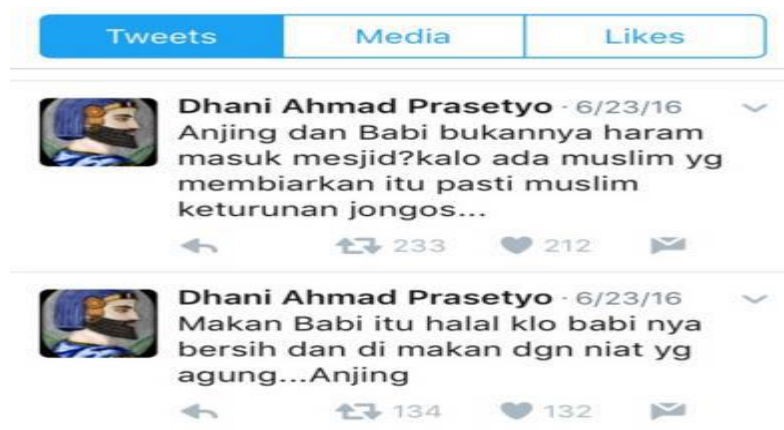 Tweets Media Likes
Dhani Ahmad Prasetyo · 6/23/16
Anjing dan Babi bukannya haram
masuk mesjid?kalo ada muslim yg
membiarkan itu pasti muslim
keturunan jongos...
233 212
Dhani Ahmad Prasetyo · 6/23/16
Makan Babi itu halal klo babi nya
bersih dan di makan dgn niat yg
agung...Anjing
134 132